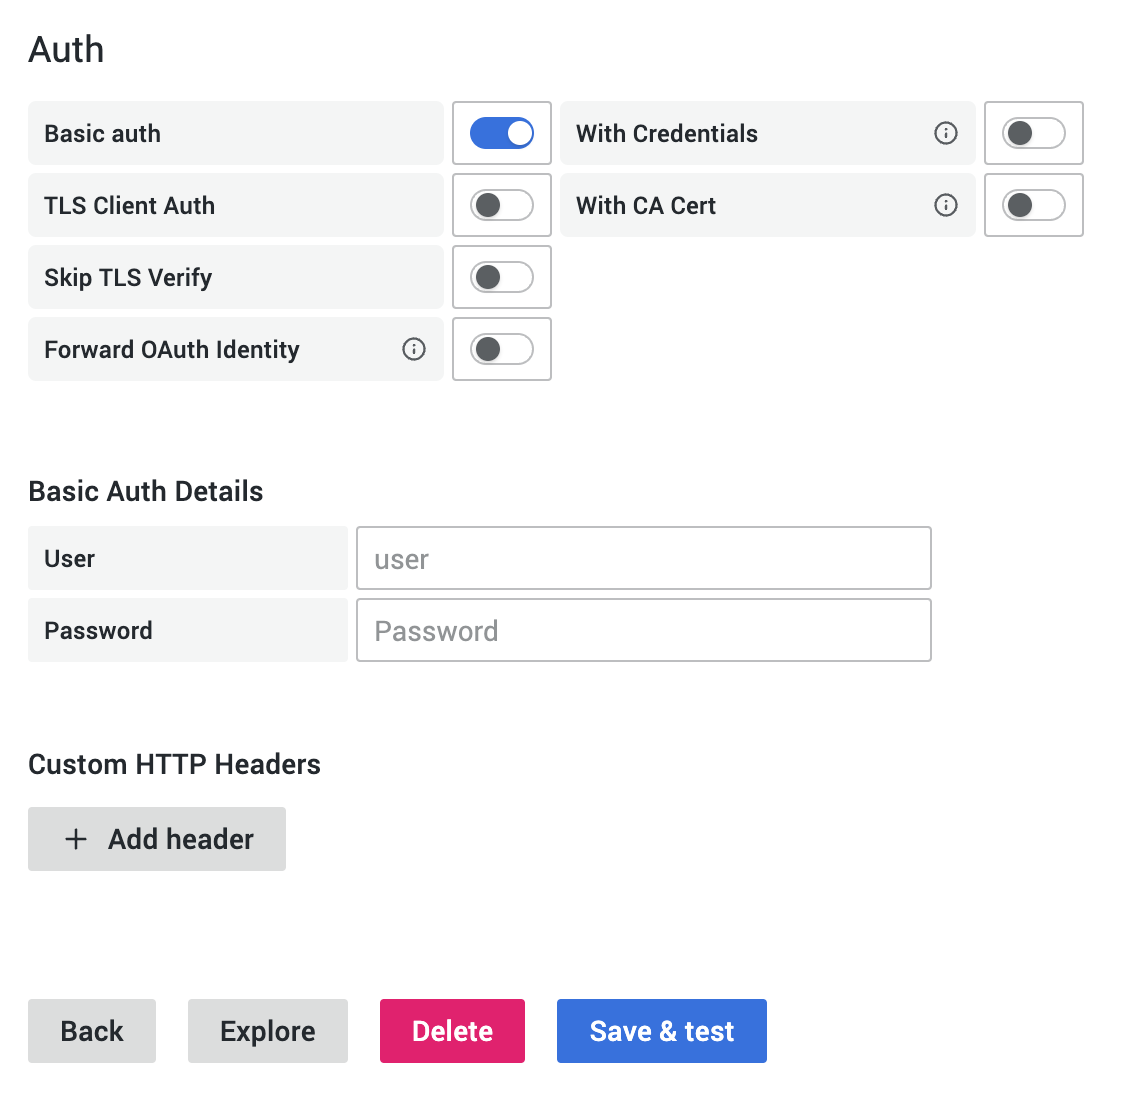 Auth
Basic auth
With Credentials
TLS Client Auth
With CA Cert
Skip TLS Verify
Forward OAuth Identity
Basic Auth Details
User
user
Password
Password
Custom HTTP Headers
+ Add header
Back
Explore
Delete
Save & test